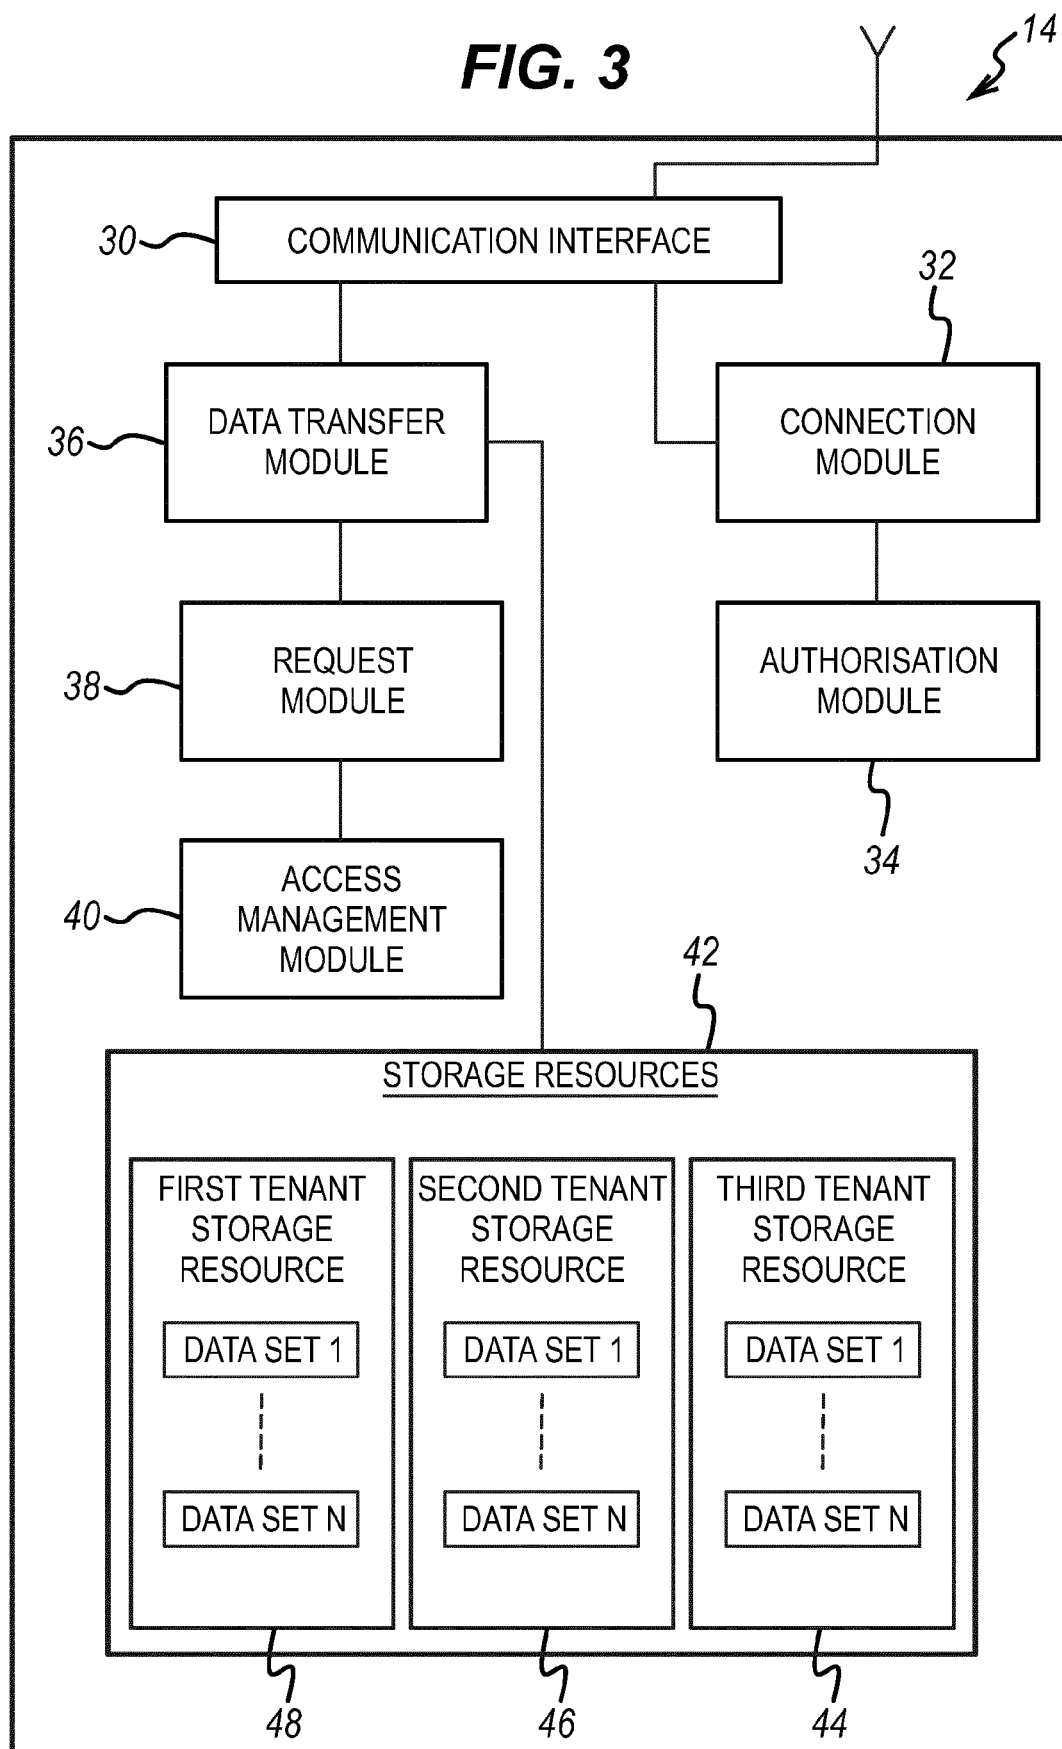 FIG. 3
14
30
COMMUNICATION INTERFACE
32
36
DATA TRANSFER
MODULE
CONNECTION
MODULE
38
REQUEST
MODULE
AUTHORISATION
MODULE
34
40
ACCESS
MANAGEMENT
MODULE
42
STORAGE RESOURCES
FIRST TENANT
STORAGE
RESOURCE
DATA SET 1
DATA SET N
48
SECOND TENANT
STORAGE
RESOURCE
DATA SET 1
DATA SET N
46
THIRD TENANT
STORAGE
RESOURCE
DATA SET 1
DATA SET N
44